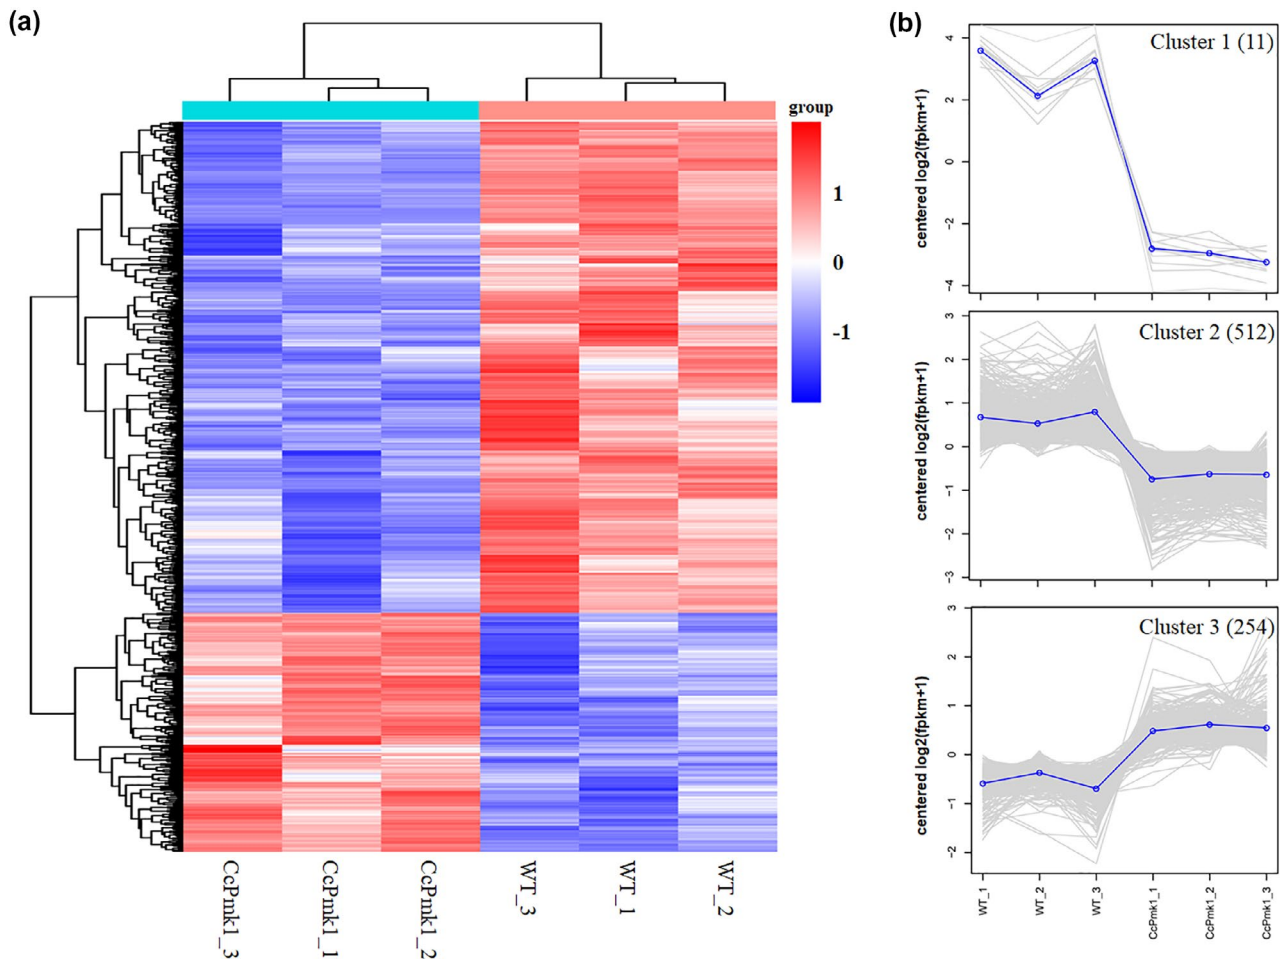 (a)
group
1
0
-1
CcPmk1_3
CcPmk1_1
CcPmk1_2
WT_3
WT_1
WT_2
(b)
Cluster 1 (11)
centered log2(fpkm+1)
4
2
0
-2
-4
Cluster 2 (512)
centered log2(fpkm+1)
3
2
1
0
-1
-2
-3
Cluster 3 (254)
centered log2(fpkm+1)
3
2
1
0
-1
-2
WT_1
WT_2
WT_3
CcPmk1_1
CcPmk1_2
CcPmk1_3